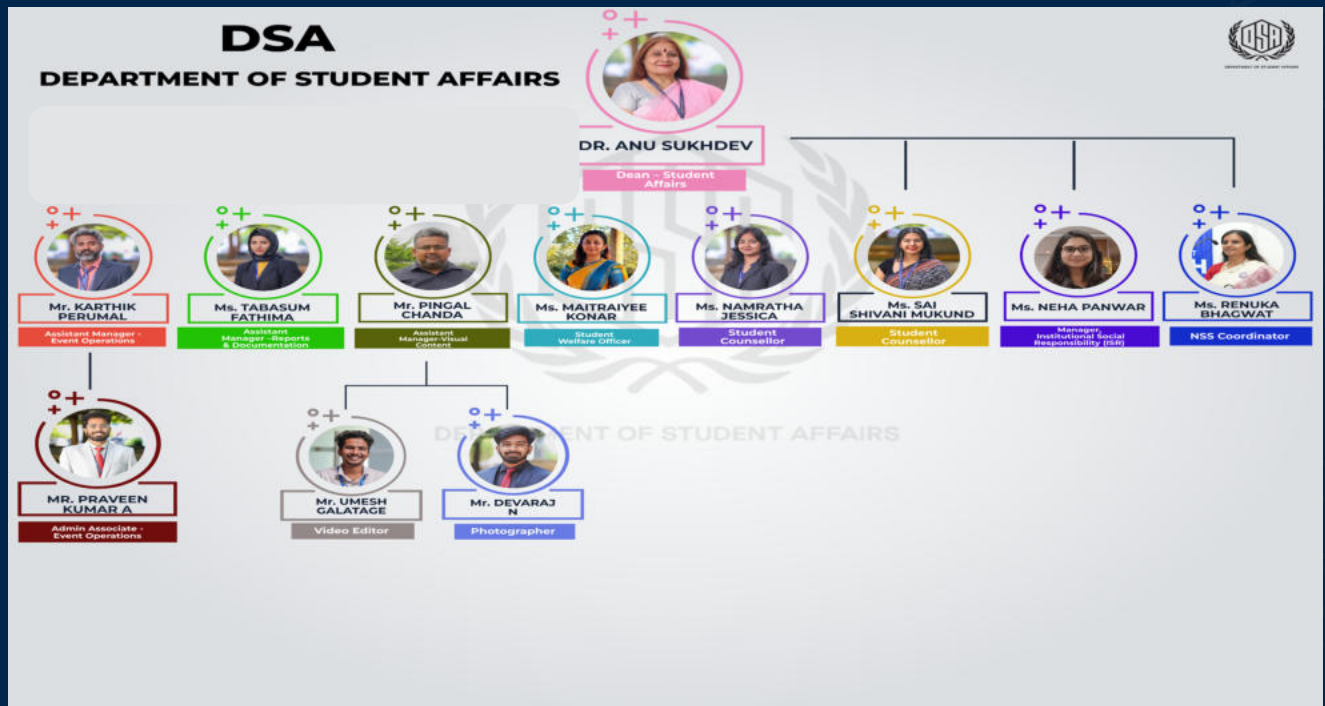 DSA
DEPARTMENT OF STUDENT AFFAIRS
DSA
DEPARTMENT OF STUDENT AFFAIRS
DR. ANU SUKHDEV
Dean – Student
Affairs
Mr. KARTHIK
PERUMAL
Assistant Manager -
Event Operations
Ms. TABASUM
FATHIMA
Assistant
Manager –Reports
& Documentation
Mr. PINGAL
CHANDA
Assistant
Manager-Visual
Content
Ms. MAITRAIYEE
KONAR
Student
Welfare Officer
Ms. NAMRATHA
JESSICA
Student
Counsellor
Ms. SAI
SHIVANI MUKUND
Student
Counsellor
Ms. NEHA PANWAR
Manager,
Institutional Social
Responsibility (ISR)
Ms. RENUKA
BHAGWAT
NSS Coordinator
MR. PRAVEEN
KUMAR A
Admin Associate -
Event Operations
Mr. UMESH
GALATAGE
Video Editor
Mr. DEVARAJ
N
Photographer
OF STUDENT AFFAIRS